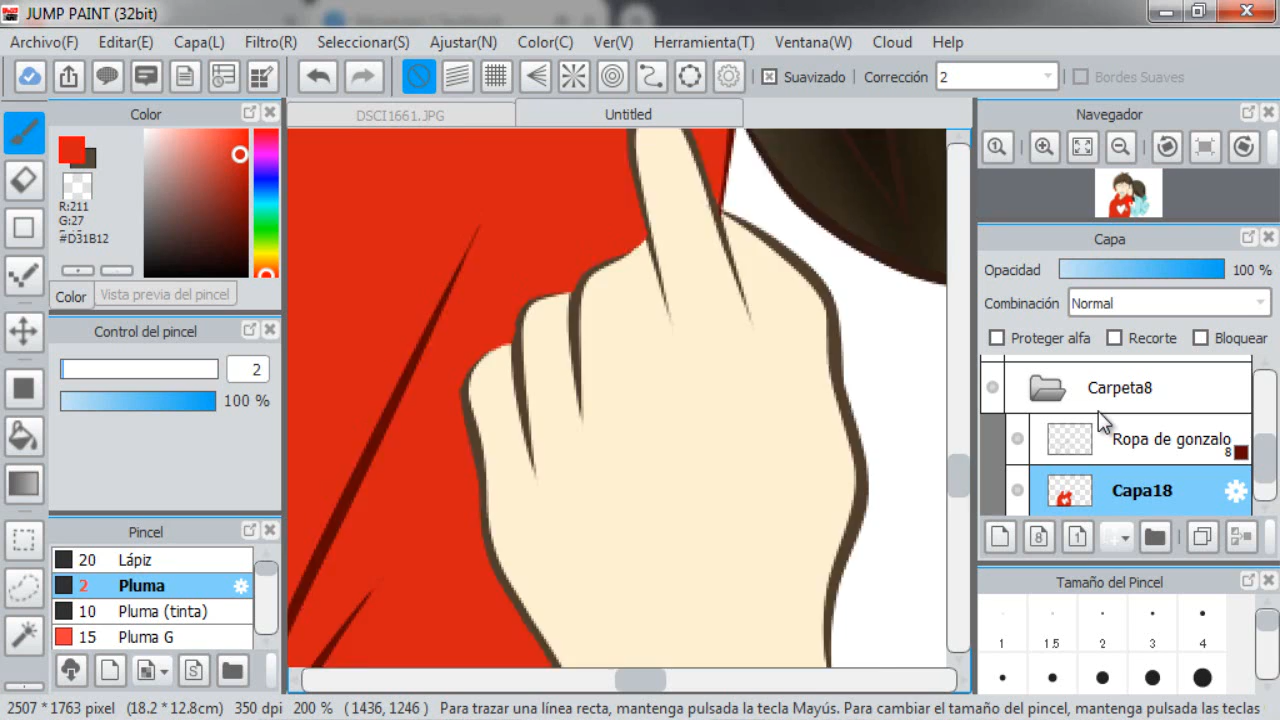 JUMP PAINT (32bit)
Archivo(F) Editar(E) Capa(L) Filtro(R) Seleccionar(S) Ajustar(N) Color(C) Ver(V) Herramienta(T) Ventana(W) Cloud Help
Suavizado Corrección 2 Bordes Suaves
Color
R:211
G:27
#D31B12
Color Vista previa del pincel
Control del pincel
2
100 %
Pincel
20 Lápiz
2 Pluma
10 Pluma (tinta)
15 Pluma G
DSCI1661.JPG Untitled
Navegador
Capa
Opacidad 100 %
Combinación Normal
Proteger alfa Recorte Bloquear
Carpeta8
Ropa de gonzalo
8
Capa18
8 1
Tamaño del Pincel
1 1.5 2 3 4
2507 * 1763 pixel (18.2 * 12.8cm) 350 dpi 200 % (1436, 1246) Para trazar una línea recta, mantenga pulsada la tecla Mayús. Para cambiar el tamaño del pincel, mantenga pulsada las teclas